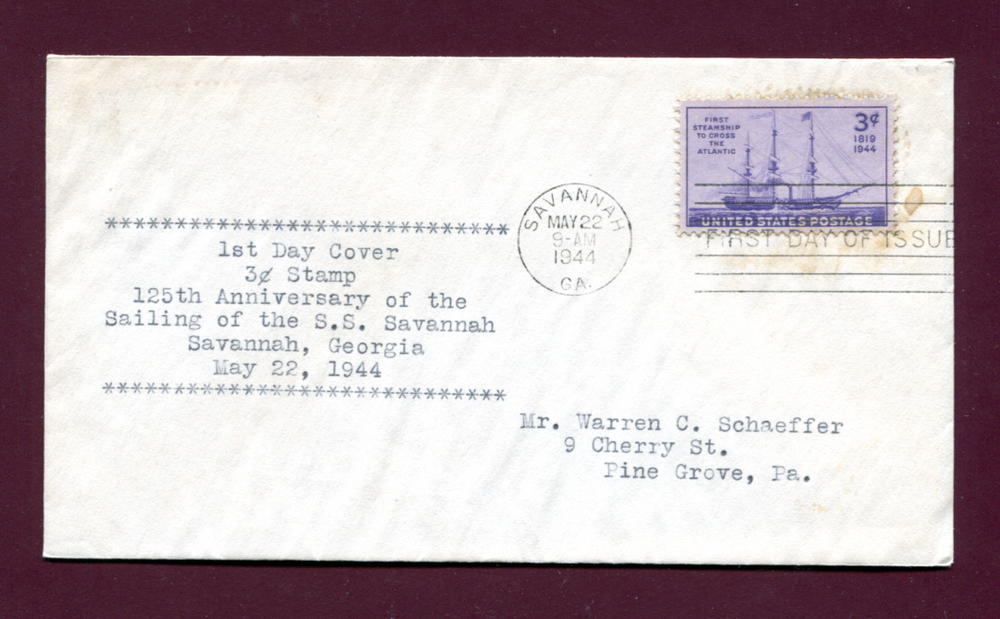 FIRST
STEAMSHIP
TO CROSS
THE
ATLANTIC
3¢
1819
1944
UNITED STATES POSTAGE
SAVANNAH
MAY 22
9-AM
1944
GA.
FIRST DAY OF ISSUE
****************************
1st Day Cover
3¢ Stamp
125th Anniversary of the
Sailing of the S.S. Savannah
Savannah, Georgia
May 22, 1944
****************************
Mr. Warren C. Schaeffer
9 Cherry St.
Pine Grove, Pa.